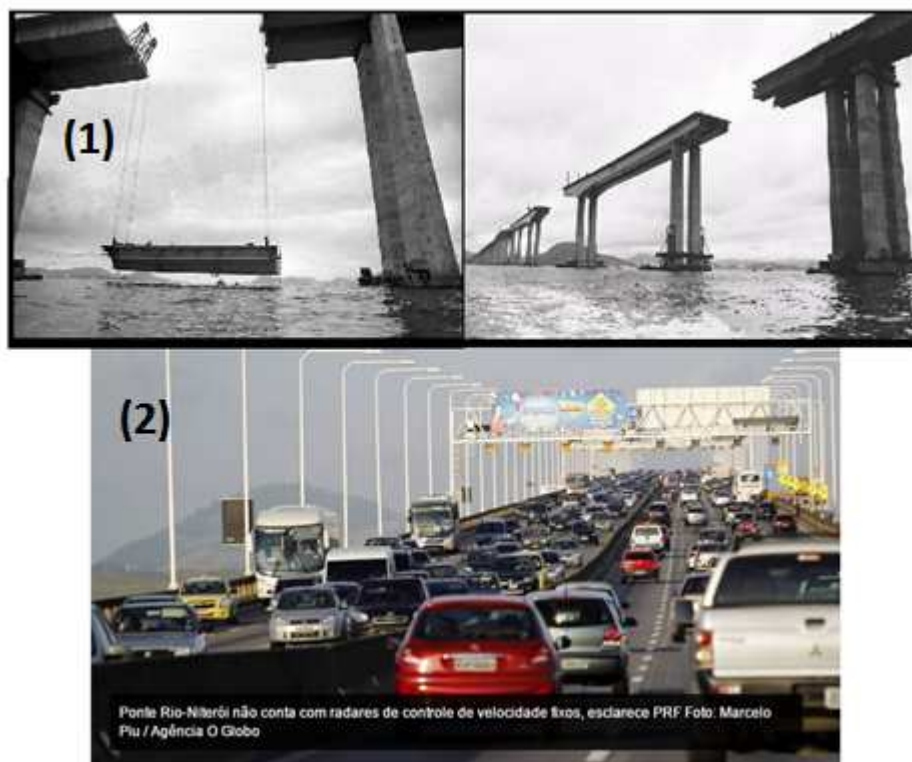 (1)
(2)
Ponte Rio-Niterói não conta com radares de controle de velocidade fixos, esclarece PRF Foto: Marcelo
Piu / Agência O Globo